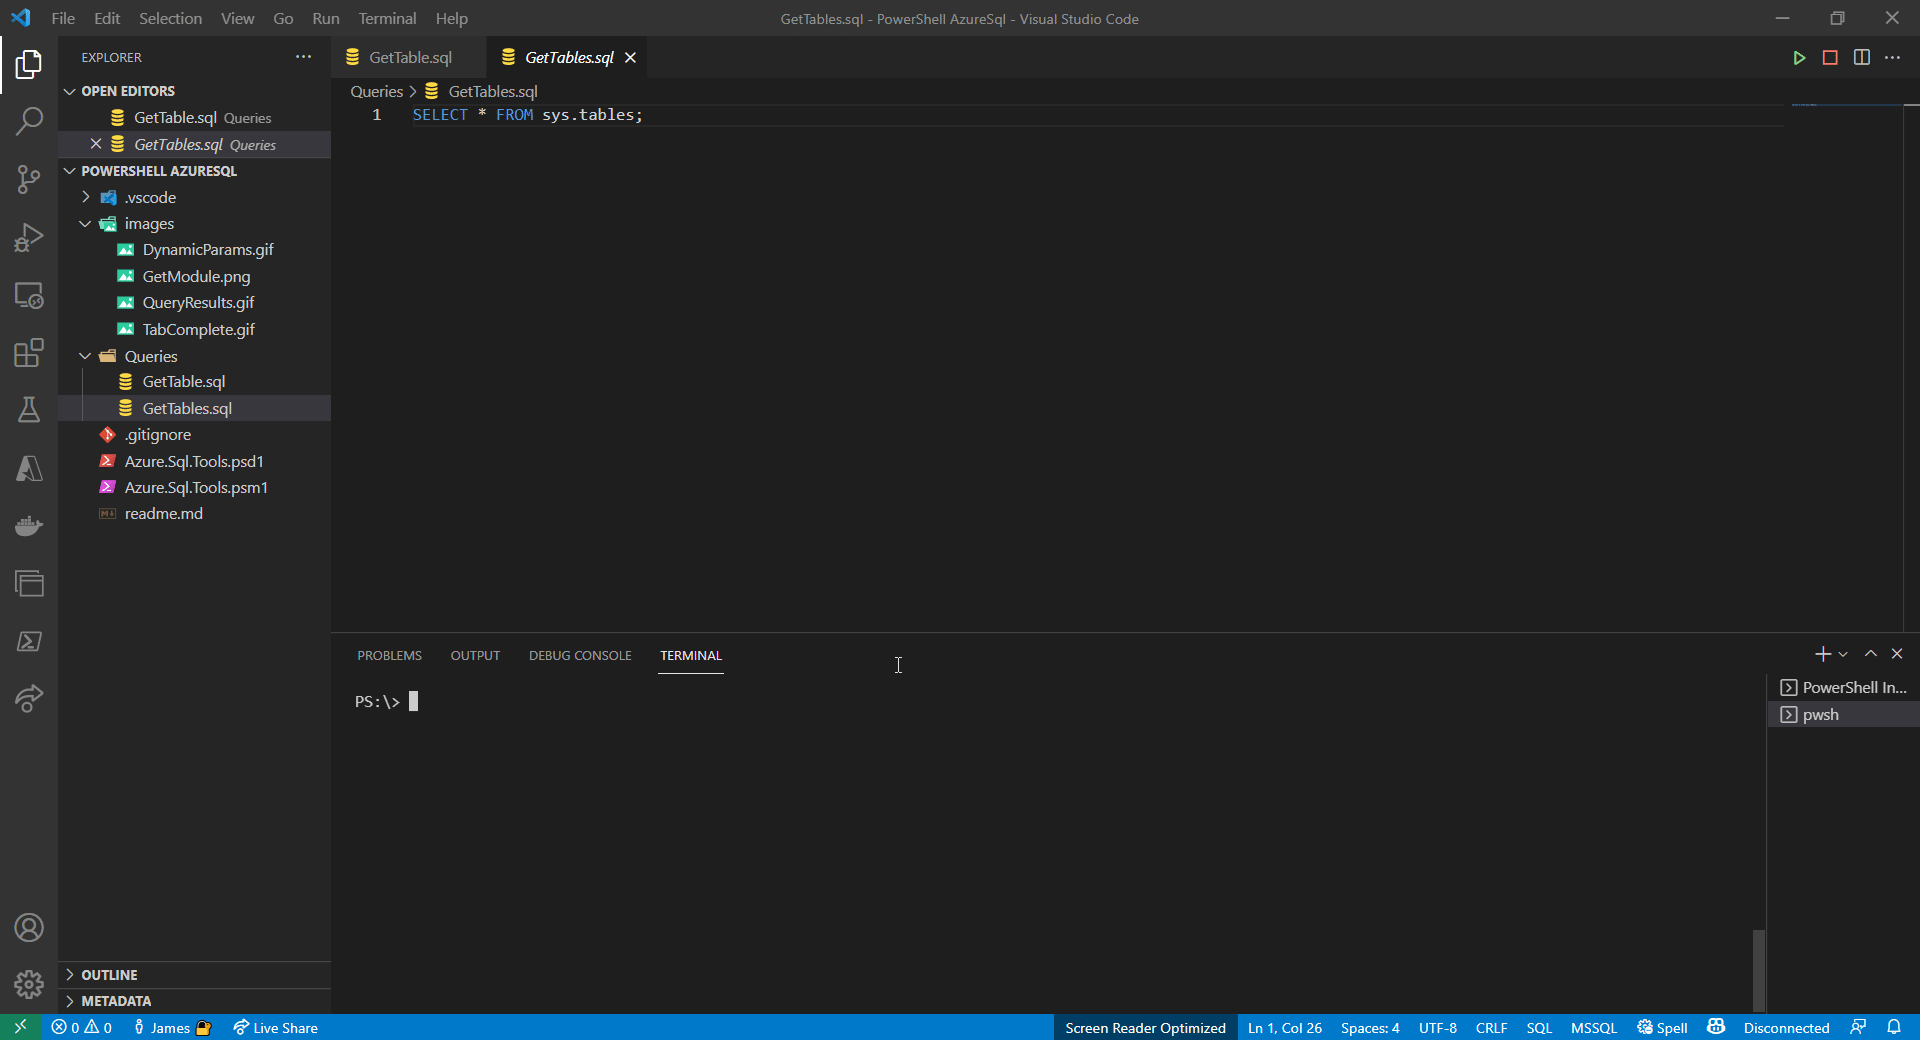 File Edit Selection View Go Run Terminal Help
GetTables.sql - PowerShell AzureSql - Visual Studio Code
EXPLORER
OPEN EDITORS
GetTable.sql Queries
GetTables.sql Queries
POWERSHELL AZURESQL
.vscode
images
DynamicParams.gif
GetModule.png
QueryResults.gif
TabComplete.gif
Queries
GetTable.sql
GetTables.sql
.gitignore
Azure.Sql.Tools.psd1
Azure.Sql.Tools.psm1
readme.md
OUTLINE
METADATA
GetTable.sql GetTables.sql
Queries > GetTables.sql
1 SELECT * FROM sys.tables;
PROBLEMS OUTPUT DEBUG CONSOLE TERMINAL
PS:\>
PowerShell In...
pwsh
0 0 James Live Share Screen Reader Optimized Ln 1, Col 26 Spaces: 4 UTF-8 CRLF SQL MSSQL Spell Disconnected